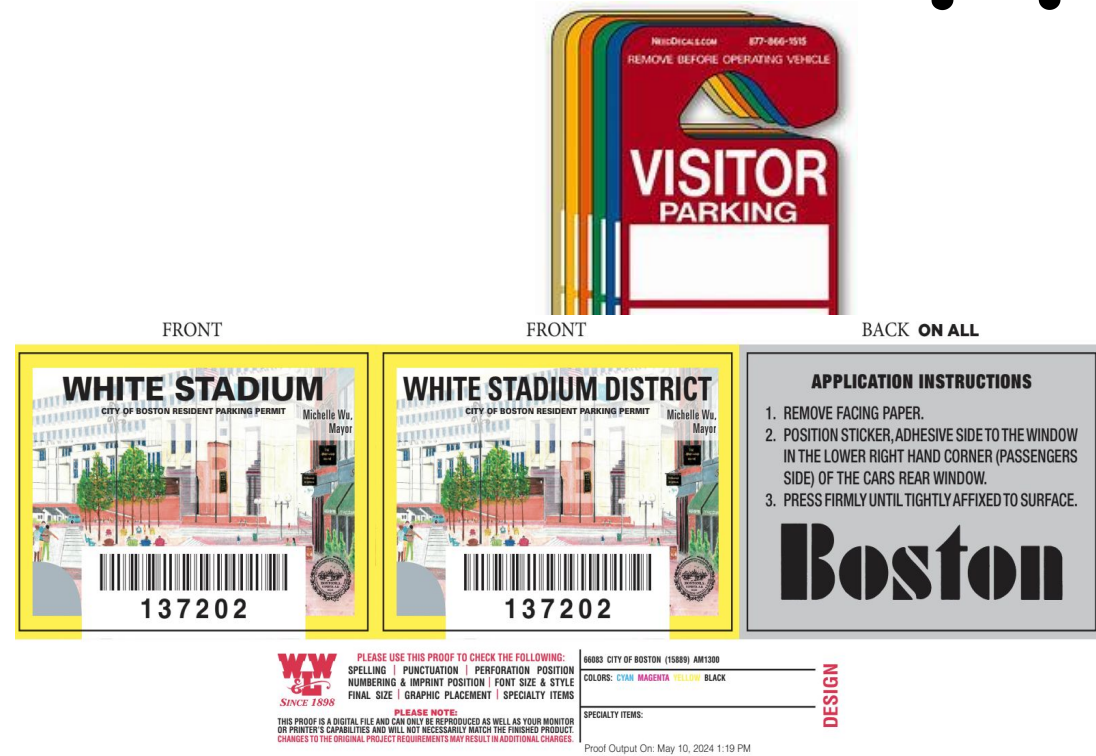 NEEDDECALS.COM 877-866-1515
REMOVE BEFORE OPERATING VEHICLE
VISITOR
PARKING
FRONT
WHITE STADIUM
CITY OF BOSTON RESIDENT PARKING PERMIT
Michelle Wu,
Mayor
137202
FRONT
WHITE STADIUM DISTRICT
CITY OF BOSTON RESIDENT PARKING PERMIT
Michelle Wu,
Mayor
137202
BACK ON ALL
APPLICATION INSTRUCTIONS
1. REMOVE FACING PAPER.
2. POSITION STICKER, ADHESIVE SIDE TO THE WINDOW
IN THE LOWER RIGHT HAND CORNER (PASSENGERS
SIDE) OF THE CARS REAR WINDOW.
3. PRESS FIRMLY UNTIL TIGHTLY AFFIXED TO SURFACE.
Boston
WW
&L
SINCE 1898
PLEASE USE THIS PROOF TO CHECK THE FOLLOWING:
SPELLING | PUNCTUATION | PERFORATION POSITION
NUMBERING & IMPRINT POSITION | FONT SIZE & STYLE
FINAL SIZE | GRAPHIC PLACEMENT | SPECIALTY ITEMS
PLEASE NOTE:
THIS PROOF IS A DIGITAL FILE AND CAN ONLY BE REPRODUCED AS WELL AS YOUR MONITOR
OR PRINTER'S CAPABILITIES AND WILL NOT NECESSARILY MATCH THE FINISHED PRODUCT.
CHANGES TO THE ORIGINAL PROJECT REQUIREMENTS MAY RESULT IN ADDITIONAL CHARGES.
66083 CITY OF BOSTON (15889) AM1300
COLORS: CYAN MAGENTA YELLOW BLACK
SPECIALTY ITEMS:
DESIGN
Proof Output On: May 10, 2024 1:19 PM